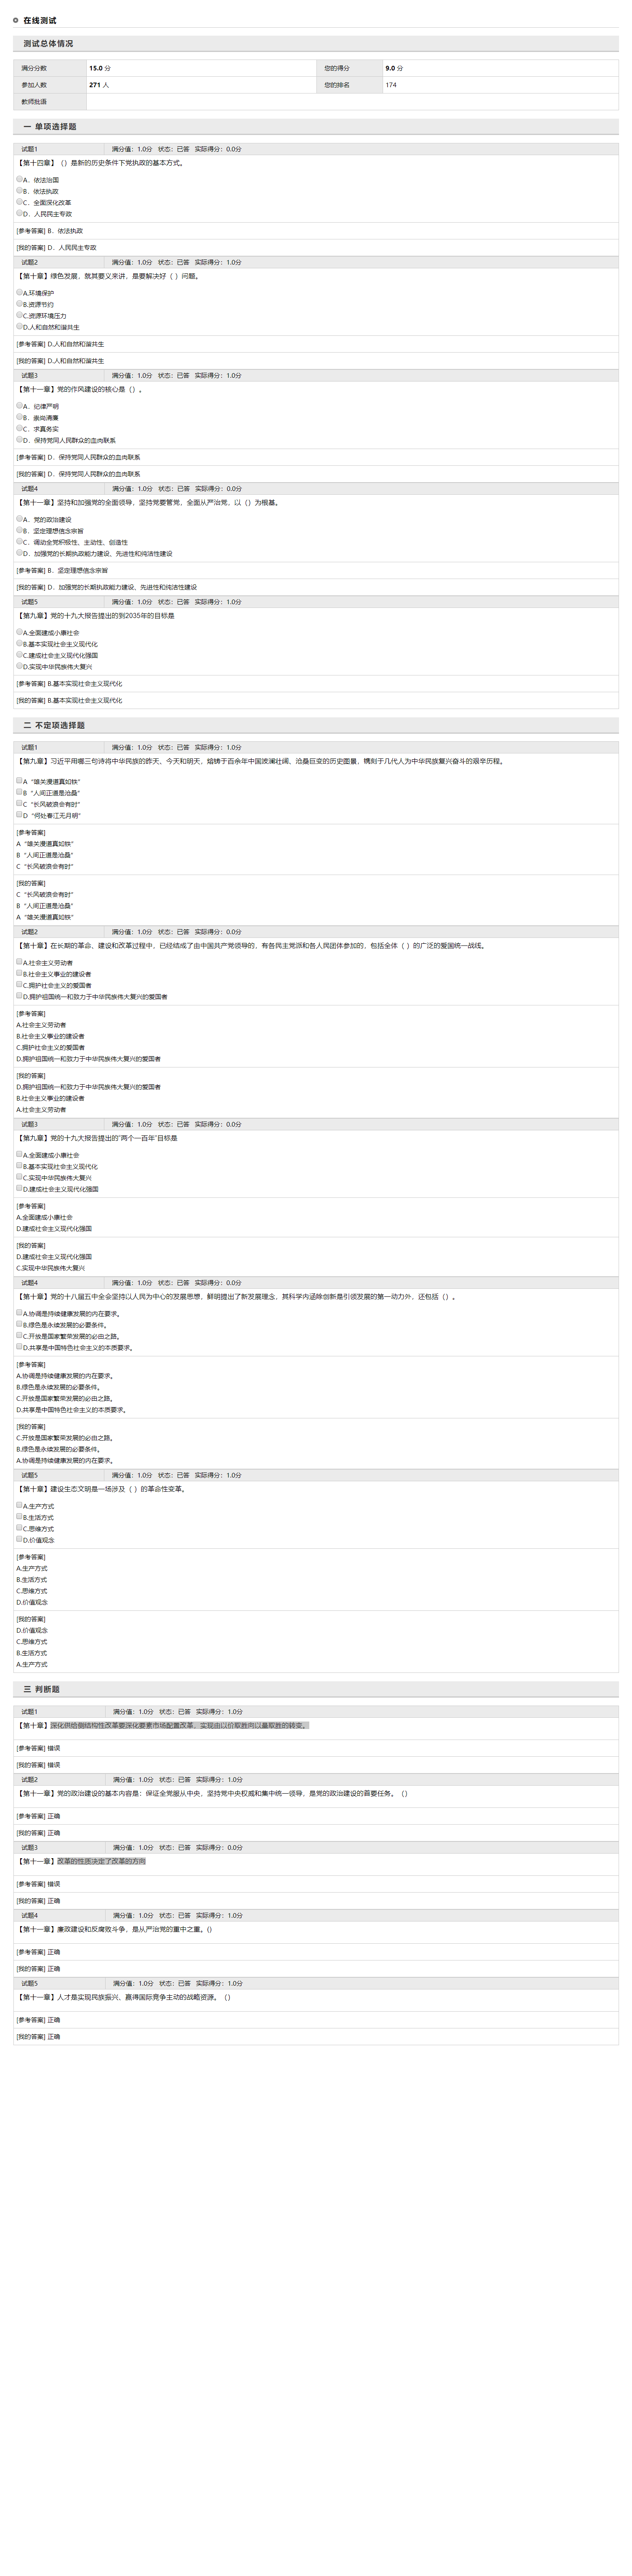 在线测试
测试总体情况
满分分数 15.0 分 您的得分 9.0 分
参加人数 271 人 您的排名 174
教师批语
一 单项选择题
试题1 满分值：1.0分 状态：已答 实际得分：0.0分
【第十四章】（）是新的历史条件下党执政的基本方式。
A、依法治国
B、依法执政
C、全面深化改革
D、人民民主专政
[参考答案] B、依法执政
[我的答案] D、人民民主专政
试题2 满分值：1.0分 状态：已答 实际得分：1.0分
【第十章】绿色发展，就其要义来讲，是要解决好（ ）问题。
A.环境保护
B.资源节约
C.资源环境压力
D.人和自然和谐共生
[参考答案] D.人和自然和谐共生
[我的答案] D.人和自然和谐共生
试题3 满分值：1.0分 状态：已答 实际得分：1.0分
【第十一章】党的作风建设的核心是（）。
A、纪律严明
B、崇尚清廉
C、求真务实
D、保持党同人民群众的血肉联系
[参考答案] D、保持党同人民群众的血肉联系
[我的答案] D、保持党同人民群众的血肉联系
试题4 满分值：1.0分 状态：已答 实际得分：0.0分
【第十一章】坚持和加强党的全面领导，坚持党要管党，全面从严治党，以（）为根基。
A、党的政治建设
B、坚定理想信念宗旨
C、调动全党积极性、主动性、创造性
D、加强党的长期执政能力建设、先进性和纯洁性建设
[参考答案] B、坚定理想信念宗旨
[我的答案] D、加强党的长期执政能力建设、先进性和纯洁性建设
试题5 满分值：1.0分 状态：已答 实际得分：1.0分
【第九章】党的十九大报告提出的到2035年的目标是
A.全面建成小康社会
B.基本实现社会主义现代化
C.建成社会主义现代化强国
D.实现中华民族伟大复兴
[参考答案] B.基本实现社会主义现代化
[我的答案] B.基本实现社会主义现代化
二 不定项选择题
试题1 满分值：1.0分 状态：已答 实际得分：1.0分
【第九章】习近平用哪三句诗将中华民族的昨天、今天和明天，熔铸于百余年中国波澜壮阔、沧桑巨变的历史图景，镌刻于几代人为中华民族复兴奋斗的艰辛历程。
A “雄关漫道真如铁”
B “人间正道是沧桑”
C “长风破浪会有时”
D “何处春江无月明”
[参考答案]
A “雄关漫道真如铁”
B “人间正道是沧桑”
C “长风破浪会有时”
[我的答案]
C “长风破浪会有时”
B “人间正道是沧桑”
A “雄关漫道真如铁”
试题2 满分值：1.0分 状态：已答 实际得分：0.0分
【第十章】在长期的革命、建设和改革过程中，已经结成了由中国共产党领导的，有各民主党派和各人民团体参加的，包括全体（ ）的广泛的爱国统一战线。
A.社会主义劳动者
B.社会主义事业的建设者
C.拥护社会主义的爱国者
D.拥护祖国统一和致力于中华民族伟大复兴的爱国者
[参考答案]
A.社会主义劳动者
B.社会主义事业的建设者
C.拥护社会主义的爱国者
D.拥护祖国统一和致力于中华民族伟大复兴的爱国者
[我的答案]
D.拥护祖国统一和致力于中华民族伟大复兴的爱国者
B.社会主义事业的建设者
A.社会主义劳动者
试题3 满分值：1.0分 状态：已答 实际得分：0.0分
【第九章】党的十九大报告提出的“两个一百年”目标是
A.全面建成小康社会
B.基本实现社会主义现代化
C.实现中华民族伟大复兴
D.建成社会主义现代化强国
[参考答案]
A.全面建成小康社会
D.建成社会主义现代化强国
[我的答案]
D.建成社会主义现代化强国
C.实现中华民族伟大复兴
试题4 满分值：1.0分 状态：已答 实际得分：0.0分
【第十章】党的十八届五中全会坚持以人民为中心的发展思想，鲜明提出了新发展理念，其科学内涵除创新是引领发展的第一动力外，还包括（ ）。
A.协调是持续健康发展的内在要求。
B.绿色是永续发展的必要条件。
C.开放是国家繁荣发展的必由之路。
D.共享是中国特色社会主义的本质要求。
[参考答案]
A.协调是持续健康发展的内在要求。
B.绿色是永续发展的必要条件。
C.开放是国家繁荣发展的必由之路。
D.共享是中国特色社会主义的本质要求。
[我的答案]
C.开放是国家繁荣发展的必由之路。
B.绿色是永续发展的必要条件。
A.协调是持续健康发展的内在要求。
试题5 满分值：1.0分 状态：已答 实际得分：1.0分
【第十章】建设生态文明是一场涉及（ ）的革命性变革。
A.生产方式
B.生活方式
C.思维方式
D.价值观念
[参考答案]
A.生产方式
B.生活方式
C.思维方式
D.价值观念
[我的答案]
D.价值观念
C.思维方式
B.生活方式
A.生产方式
三 判断题
试题1 满分值：1.0分 状态：已答 实际得分：1.0分
【第十章】深化供给侧结构性改革要深化要素市场配置改革，实现由以价取胜向以量取胜的转变。
[参考答案] 错误
[我的答案] 错误
试题2 满分值：1.0分 状态：已答 实际得分：1.0分
【第十一章】党的政治建设的基本内容是：保证全党服从中央，坚持党中央权威和集中统一领导，是党的政治建设的首要任务。（）
[参考答案] 正确
[我的答案] 正确
试题3 满分值：1.0分 状态：已答 实际得分：0.0分
【第十一章】改革的性质决定了改革的方向
[参考答案] 错误
[我的答案] 正确
试题4 满分值：1.0分 状态：已答 实际得分：1.0分
【第十一章】廉政建设和反腐败斗争，是从严治党的重中之重。()
[参考答案] 正确
[我的答案] 正确
试题5 满分值：1.0分 状态：已答 实际得分：1.0分
【第十一章】人才是实现民族振兴、赢得国际竞争主动的战略资源。（）
[参考答案] 正确
[我的答案] 正确